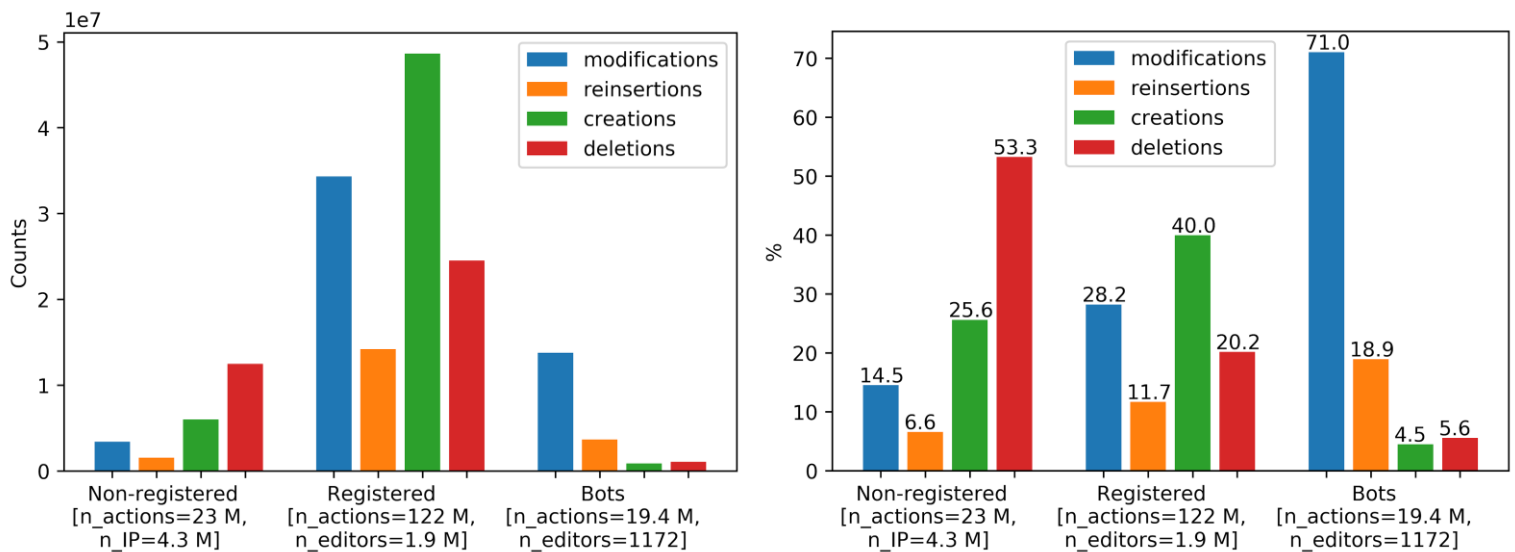 1e7
5
4
3
2
1
0
Counts
modifications
reinsertions
creations
deletions
Non-registered
[n_actions=23 M,
n_IP=4.3 M]
Registered
[n_actions=122 M,
n_editors=1.9 M]
Bots
[n_actions=19.4 M,
n_editors=1172]
70
60
50
40
30
20
10
0
%
modifications
reinsertions
creations
deletions
14.5
6.6
25.6
53.3
28.2
11.7
40.0
20.2
71.0
18.9
4.5
5.6
Non-registered
[n_actions=23 M,
n_IP=4.3 M]
Registered
[n_actions=122 M,
n_editors=1.9 M]
Bots
[n_actions=19.4 M,
n_editors=1172]